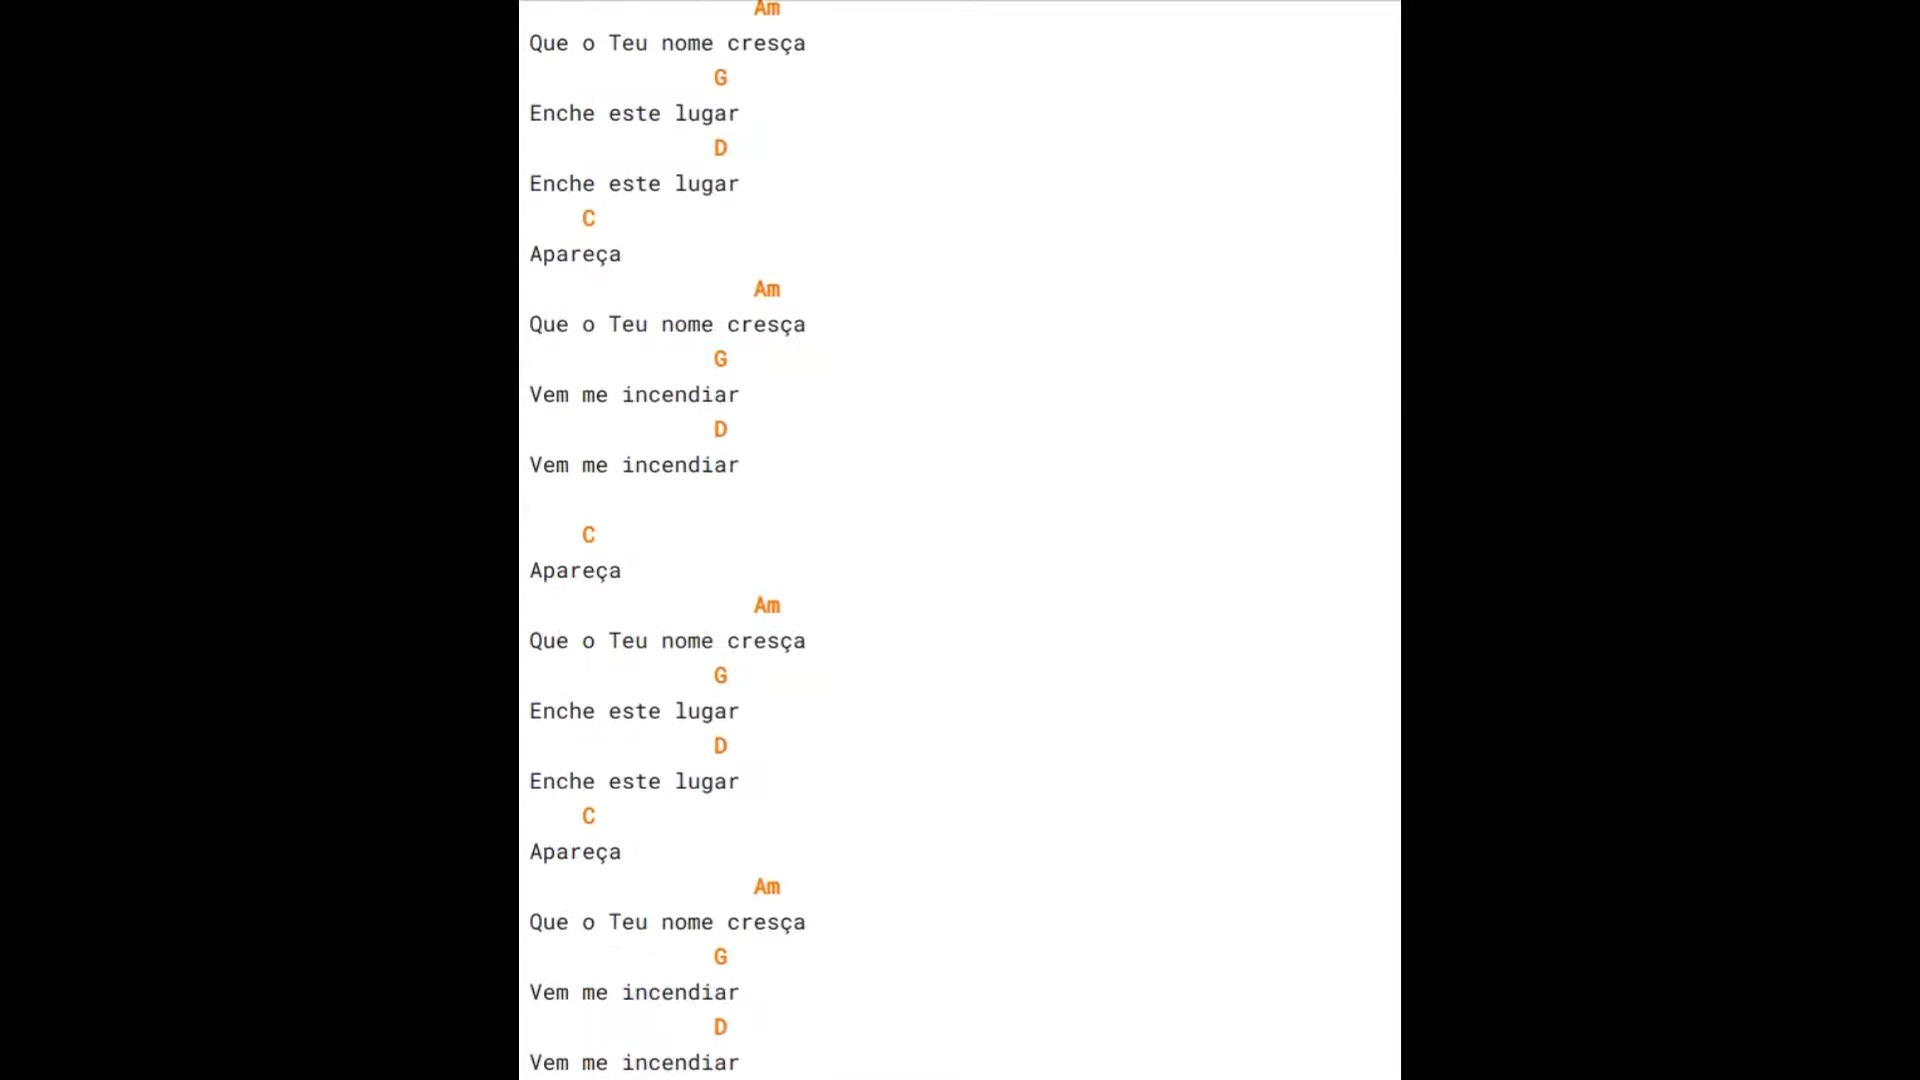 Am
Que o Teu nome cresça
G
Enche este lugar
D
Enche este lugar
C
Apareça
Am
Que o Teu nome cresça
G
Vem me incendiar
D
Vem me incendiar
C
Apareça
Am
Que o Teu nome cresça
G
Enche este lugar
D
Enche este lugar
C
Apareça
Am
Que o Teu nome cresça
G
Vem me incendiar
D
Vem me incendiar